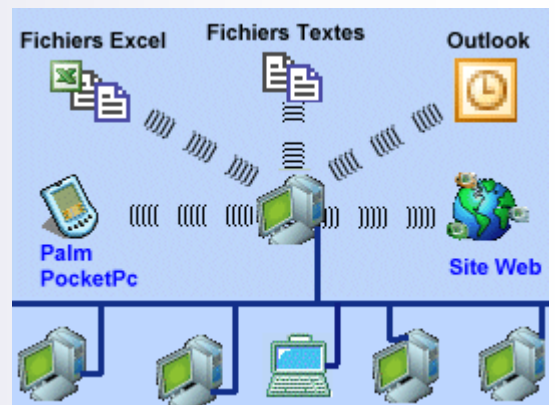 Fichiers Excel
Fichiers Textes
Outlook
Palm
PocketPc
Site Web